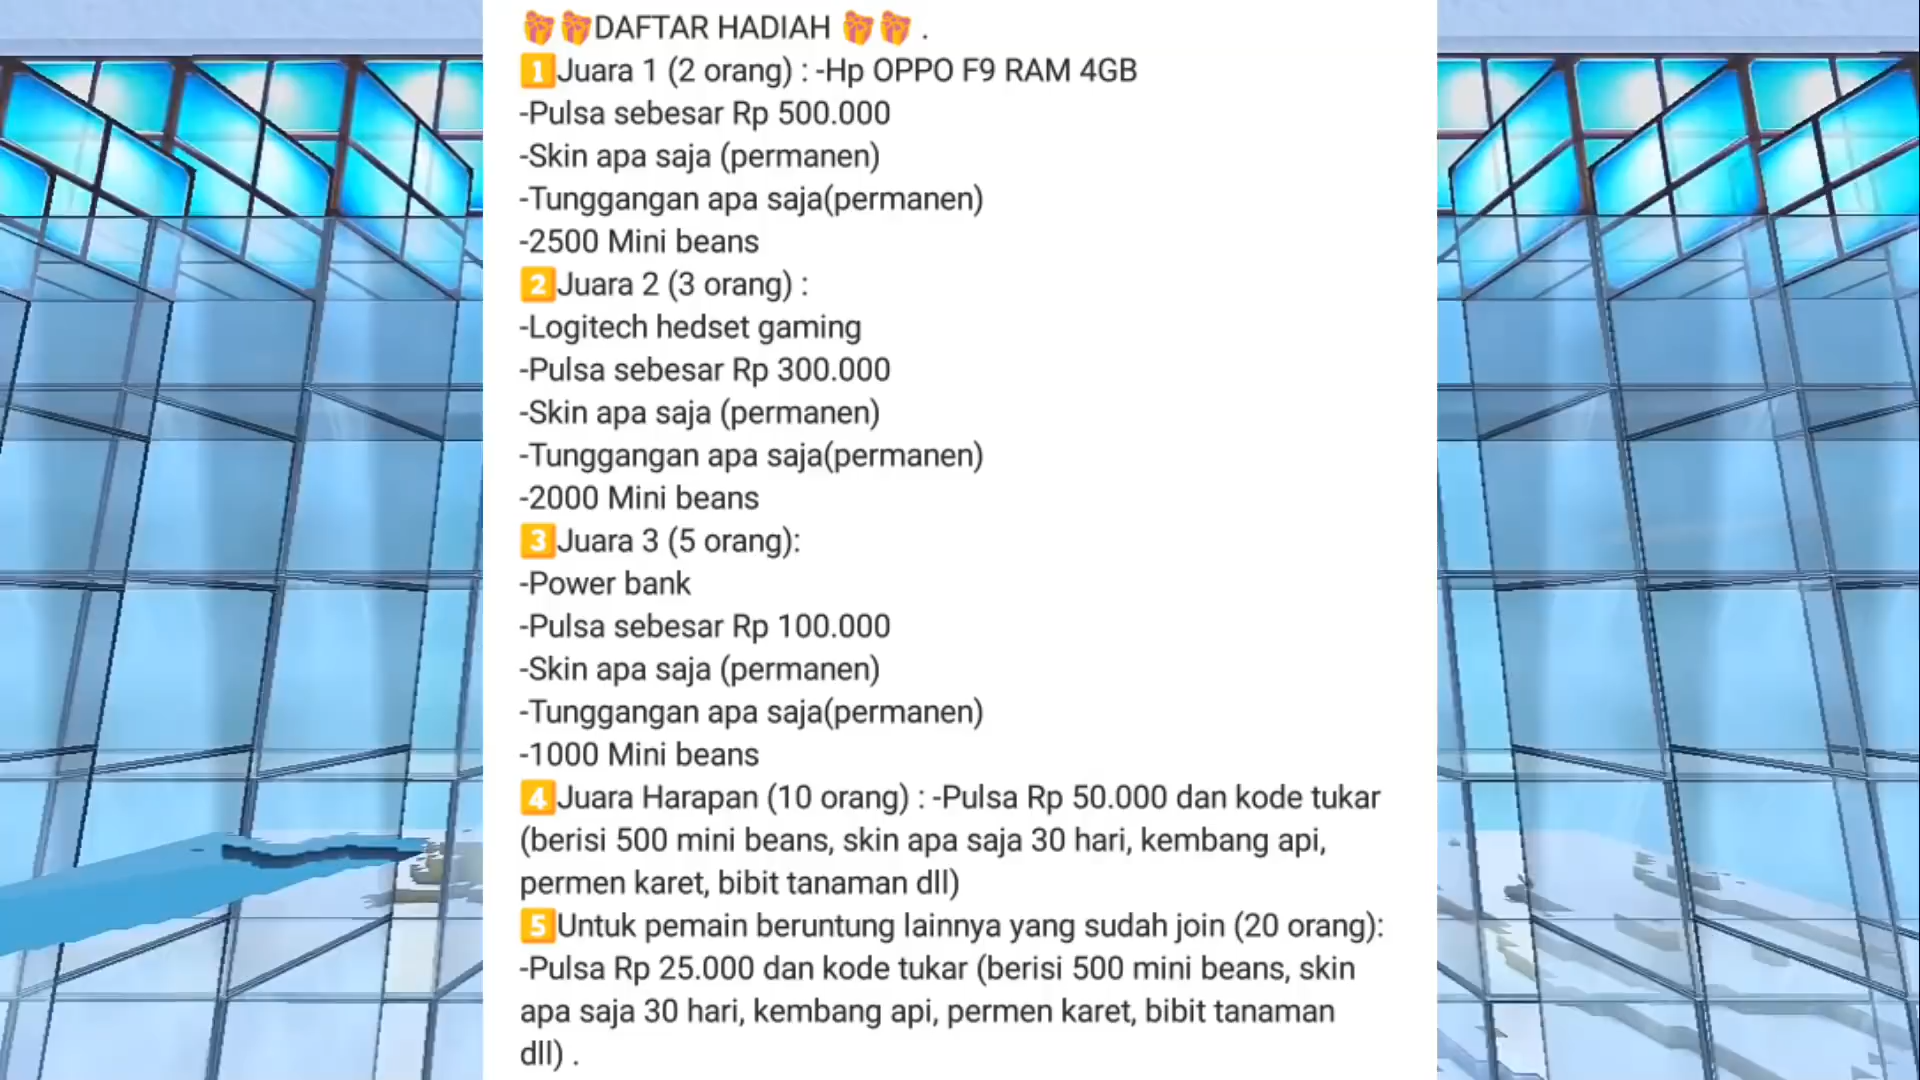 🎁🎁DAFTAR HADIAH 🎁🎁 .
1️⃣Juara 1 (2 orang) : -Hp OPPO F9 RAM 4GB
-Pulsa sebesar Rp 500.000
-Skin apa saja (permanen)
-Tunggangan apa saja(permanen)
-2500 Mini beans
2️⃣Juara 2 (3 orang) :
-Logitech hedset gaming
-Pulsa sebesar Rp 300.000
-Skin apa saja (permanen)
-Tunggangan apa saja(permanen)
-2000 Mini beans
3️⃣Juara 3 (5 orang):
-Power bank
-Pulsa sebesar Rp 100.000
-Skin apa saja (permanen)
-Tunggangan apa saja(permanen)
-1000 Mini beans
4️⃣Juara Harapan (10 orang) : -Pulsa Rp 50.000 dan kode tukar
(berisi 500 mini beans, skin apa saja 30 hari, kembang api,
permen karet, bibit tanaman dll)
5️⃣Untuk pemain beruntung lainnya yang sudah join (20 orang):
-Pulsa Rp 25.000 dan kode tukar (berisi 500 mini beans, skin
apa saja 30 hari, kembang api, permen karet, bibit tanaman
dll) .